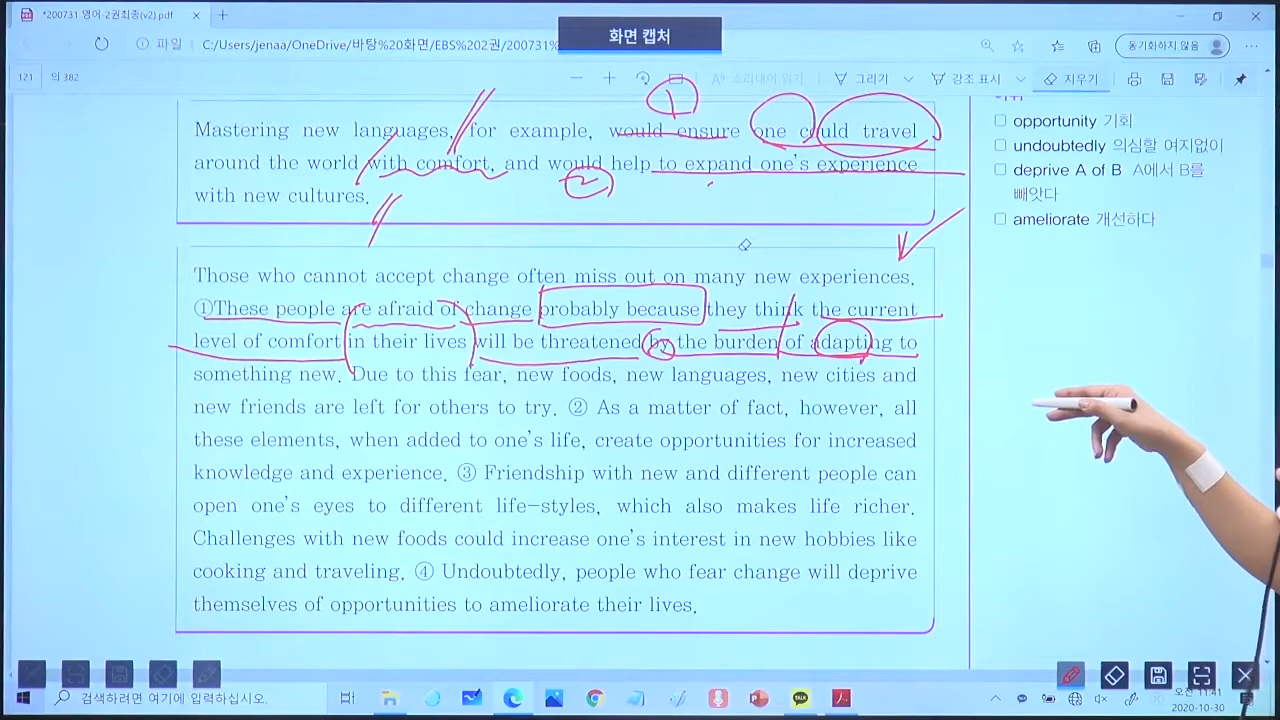 *200731 영어-2권최종(v2).pdf
화면 캡처
파일
C:/Users/jenaa/OneDrive/바탕%20화면/EBS%202권/200731%
동기화하지 않음
121 의 382
소리내어 읽기 그리기 강조 표시 지우기
Mastering new languages, for example, would ensure one could travel
around the world with comfort, and would help to expand one's experience
with new cultures.
opportunity 기회
undoubtedly 의심할 여지없이
deprive A of B A에서 B를
빼앗다
ameliorate 개선하다
Those who cannot accept change often miss out on many new experiences.
①These people are afraid of change probably because they think the current
level of comfort in their lives will be threatened by the burden of adapting to
something new. Due to this fear, new foods, new languages, new cities and
new friends are left for others to try. ② As a matter of fact, however, all
these elements, when added to one's life, create opportunities for increased
knowledge and experience. ③ Friendship with new and different people can
open one's eyes to different life-styles, which also makes life richer.
Challenges with new foods could increase one's interest in new hobbies like
cooking and traveling. ④ Undoubtedly, people who fear change will deprive
themselves of opportunities to ameliorate their lives.
검색하려면 여기에 입력하십시오.
오전 11:41
2020-10-30